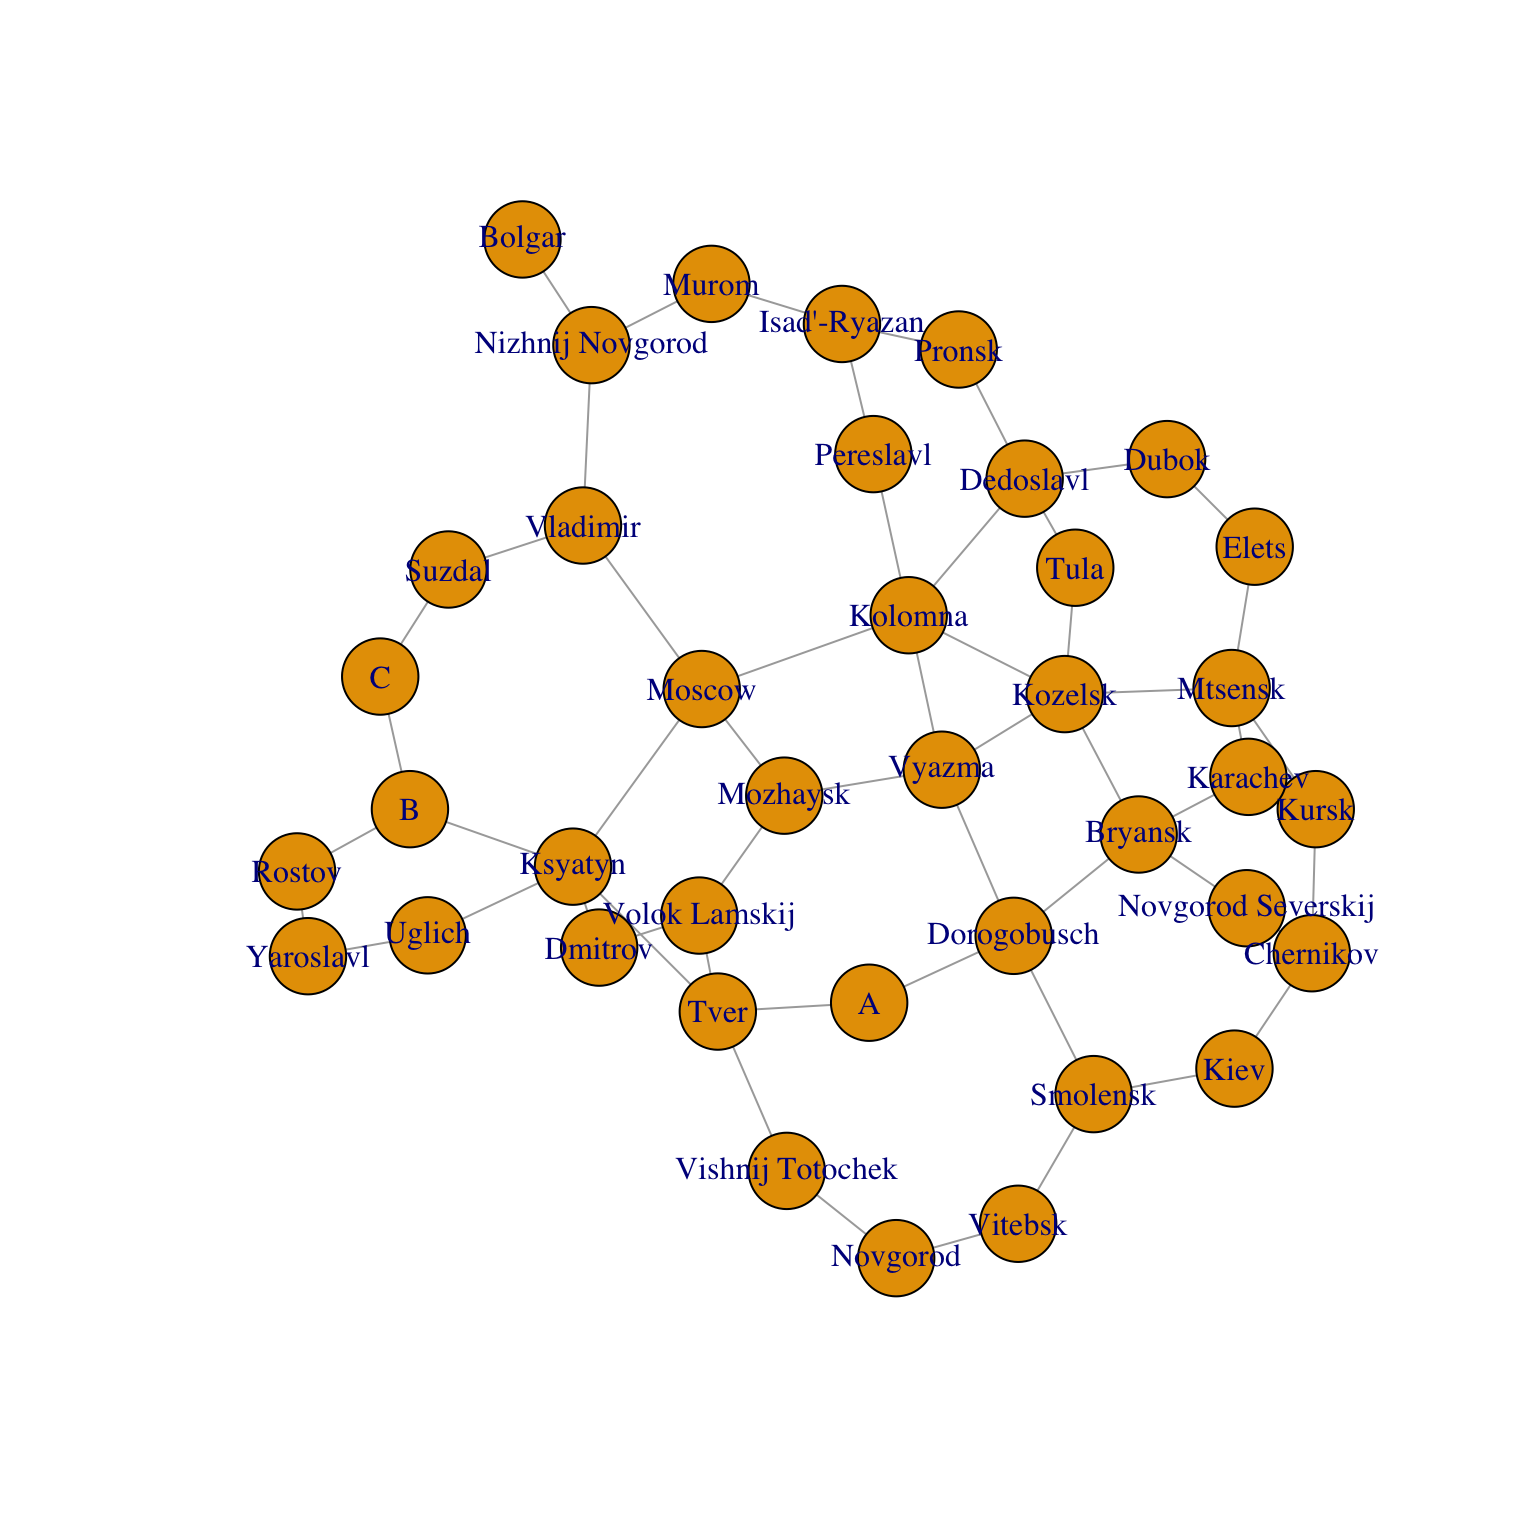 Bolgar
Murom
Isad'-Ryazan
Nizhnij Novgorod
Pronsk
Pereslavl
Dubok
Dedoslavl
Vladimir
Elets
Suzdal
Tula
Kolomna
C
Moscow
Kozelsk
Mtsensk
Vyazma
Karachev
Mozhaysk
B
Kursk
Bryansk
Ksyatyn
Rostov
Novgorod Severskij
Volok Lamskij
Uglich
Dorogobusch
Dmitrov
Yaroslavl
Chernikov
A
Tver
Kiev
Smolensk
Vishnij Totochek
Vitebsk
Novgorod